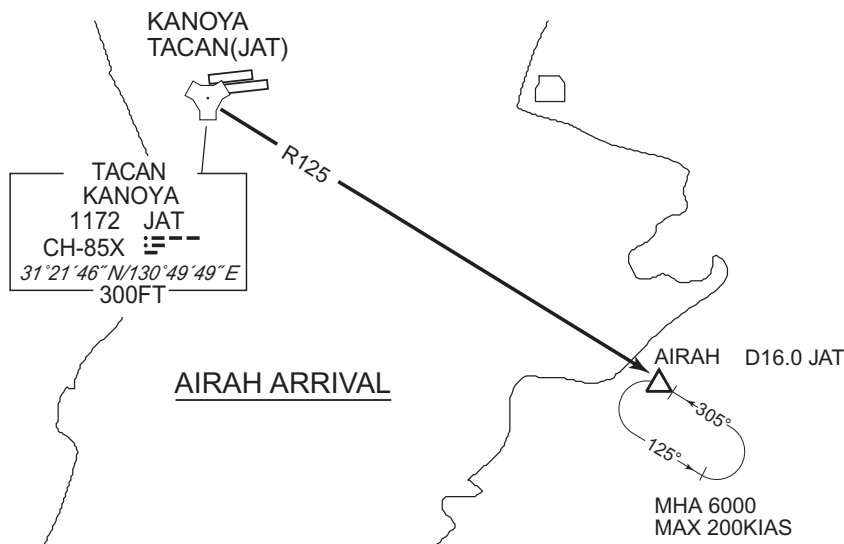 KANOYA
TACAN(JAT)
R125
TACAN
KANOYA
1172 JAT
CH-85X
31°21´46˝N/130°49´49˝E
300FT
AIRAH D16.0 JAT
AIRAH ARRIVAL
305°
125°
MHA 6000
MAX 200KIAS